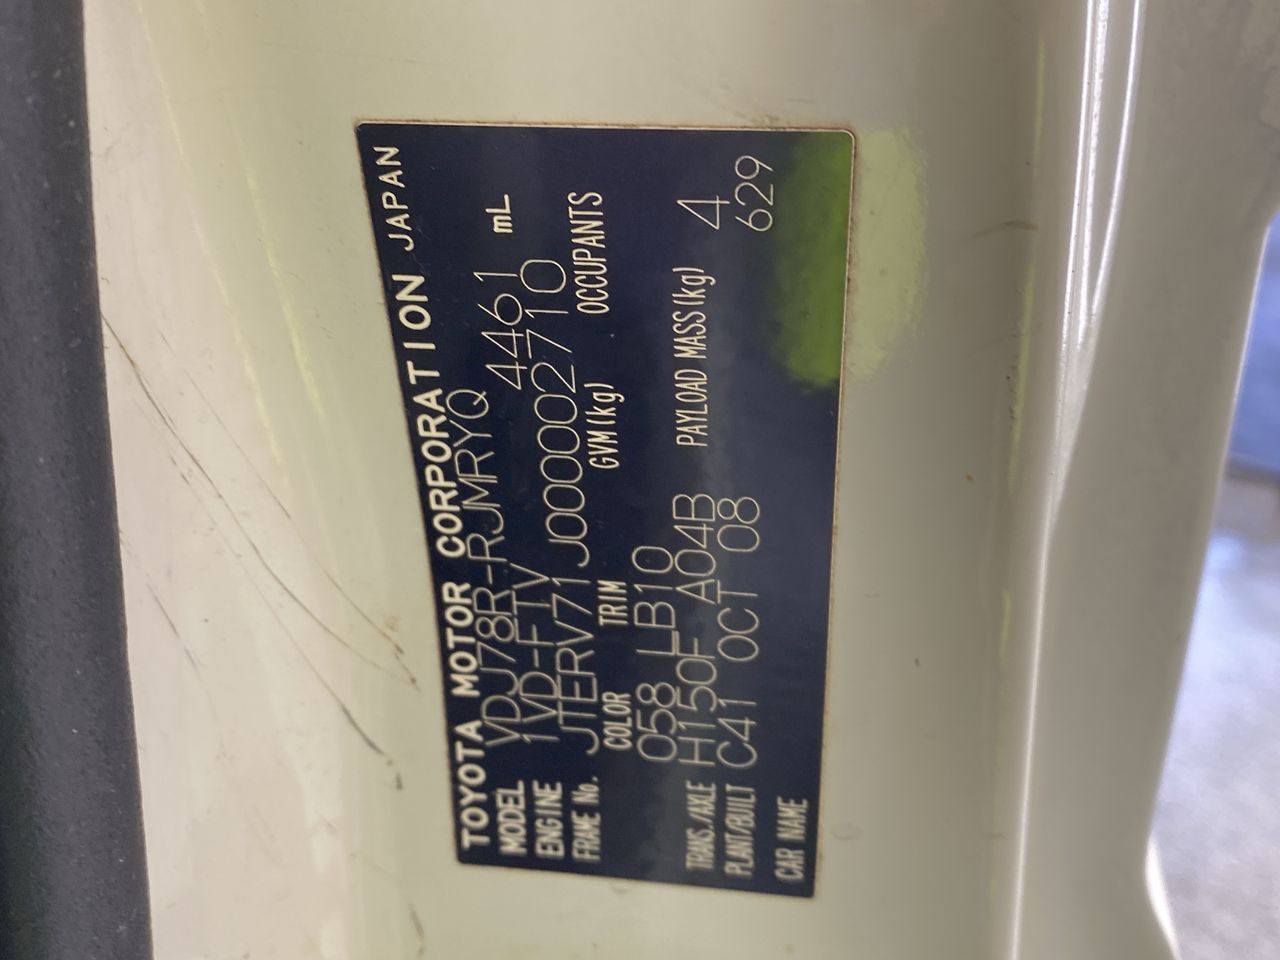 TOYOTA MOTOR CORPORATION JAPAN
MODEL VDJ78R-RJMRYQ
ENGINE 1VD-FTV 4461 mL
FRAME No. JTERV71J000002710
COLOR TRIM GVM(kg) OCCUPANTS
058 LB10 4
TRANS./AXLE H150F A04B PAYLOAD MASS(kg) 629
PLANT/BUILT C41 OCT 08
CAR NAME